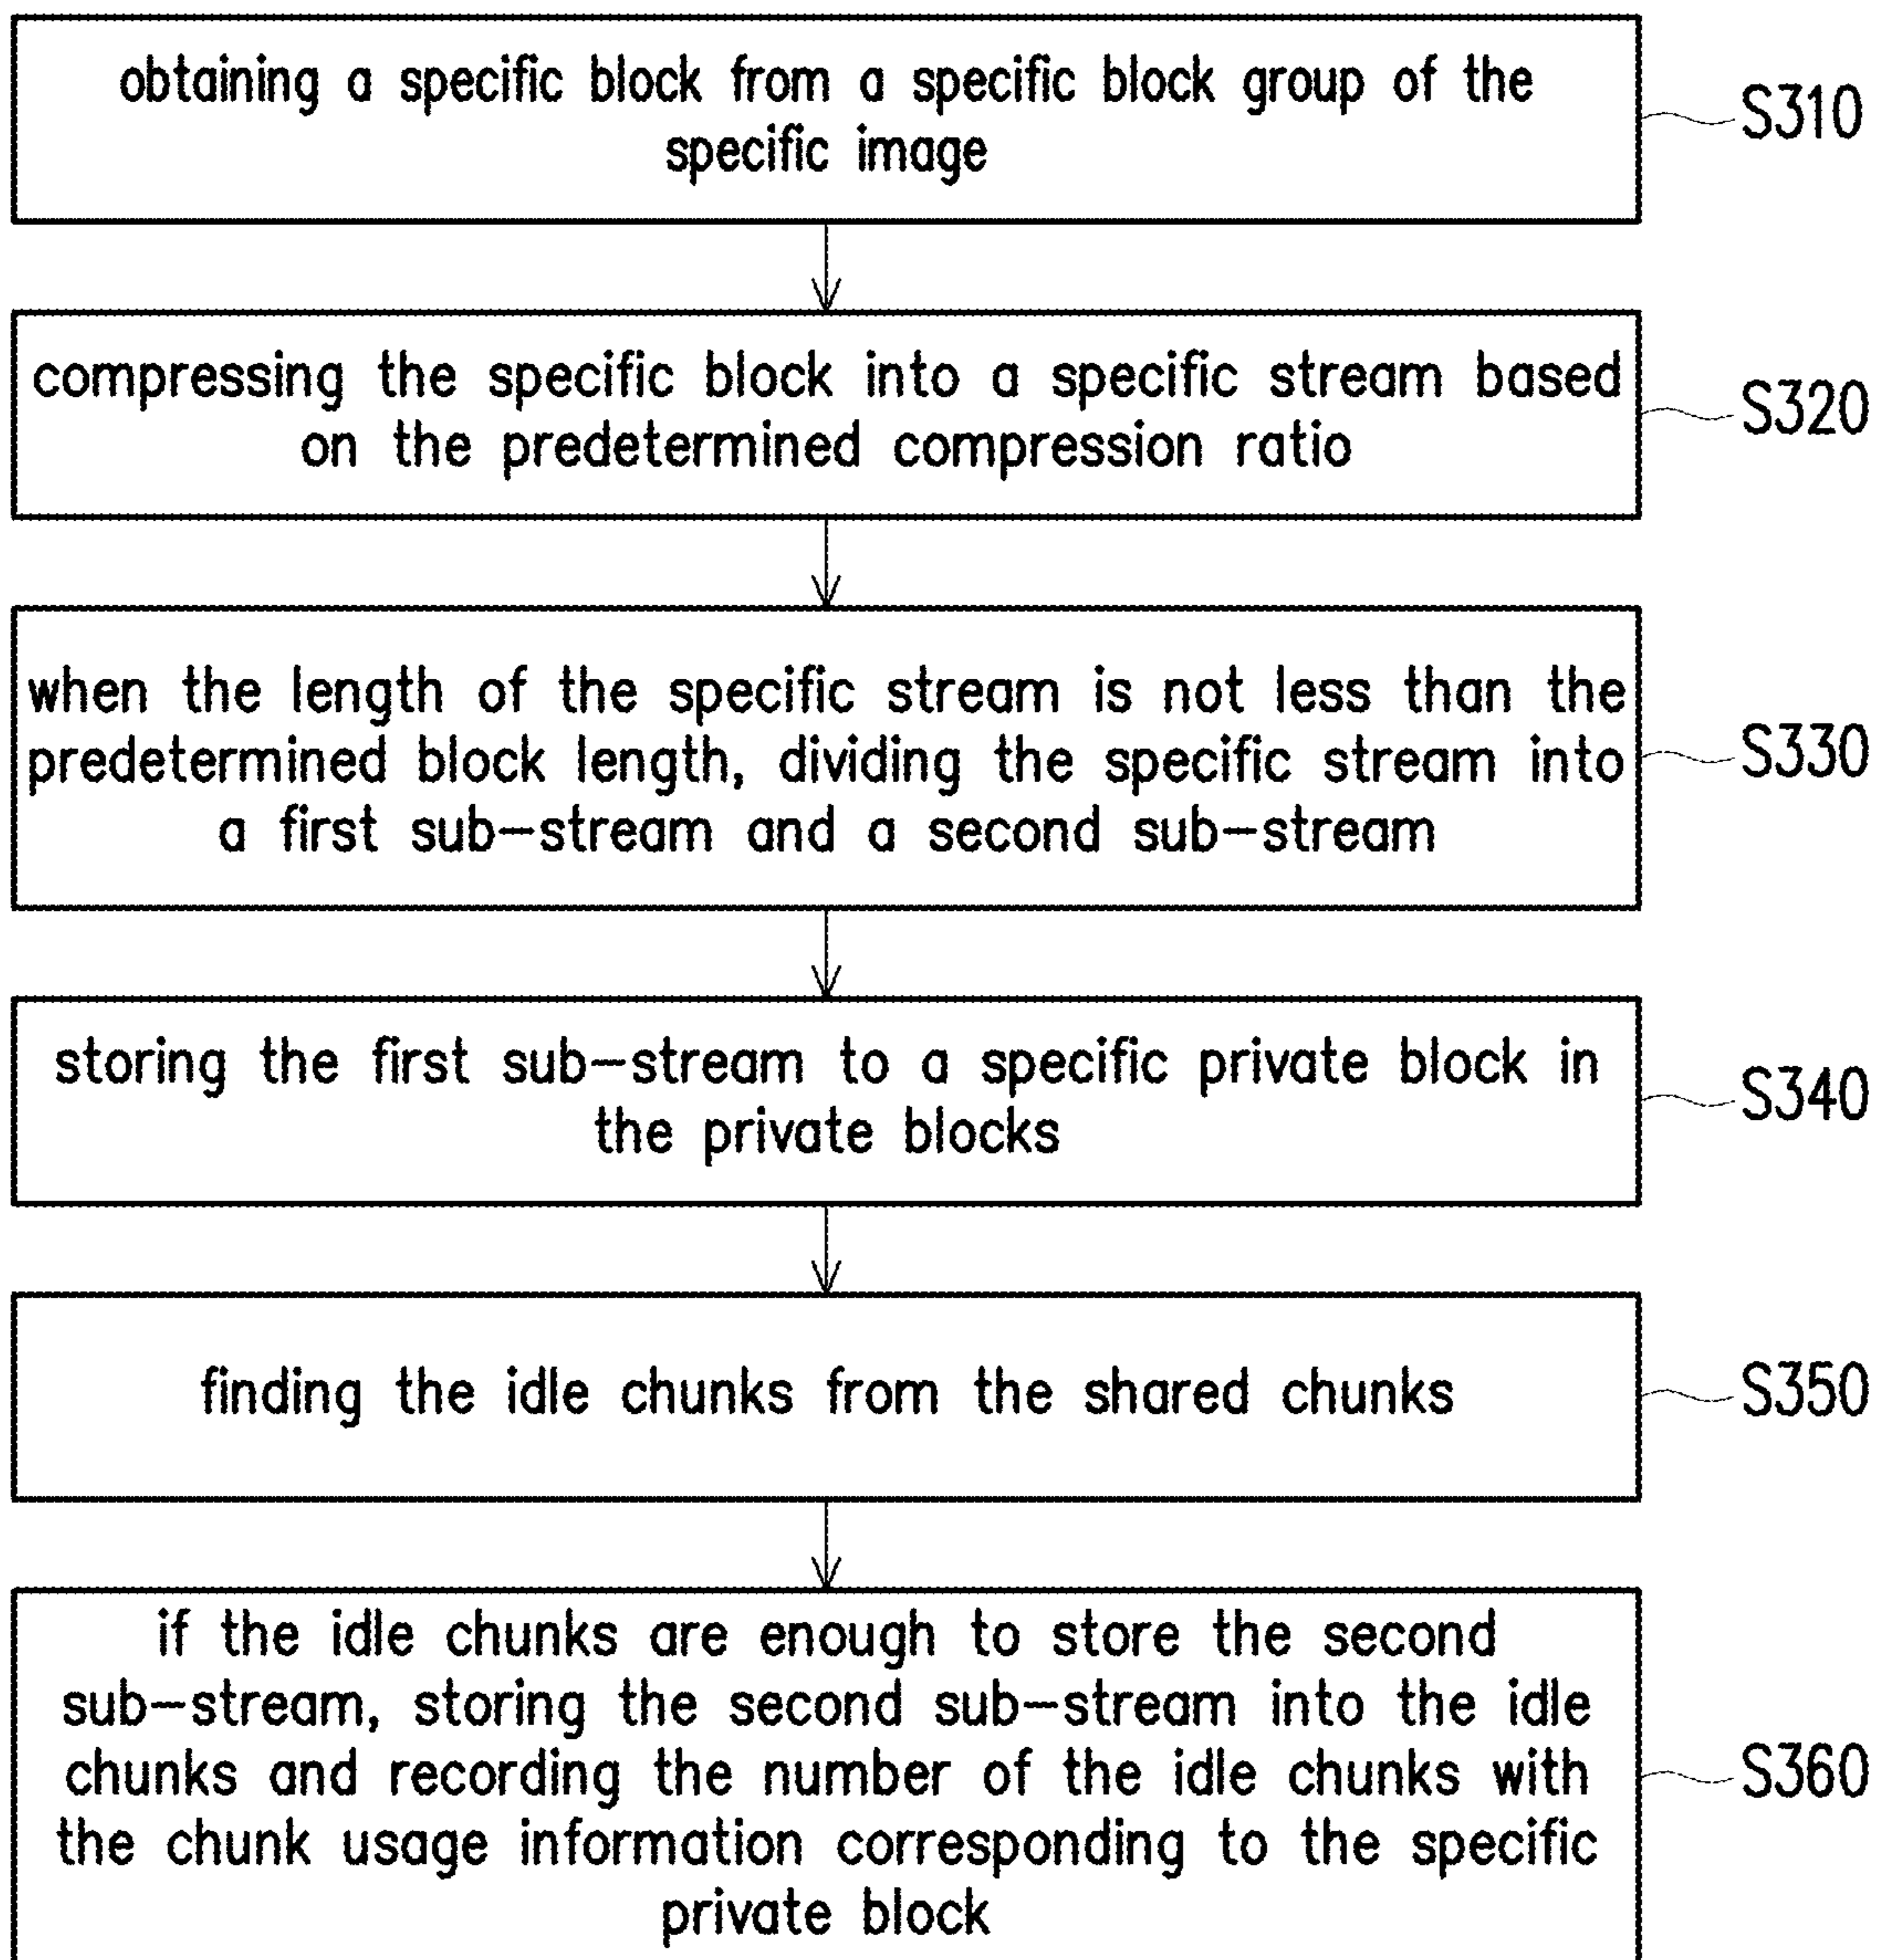 obtaining a specific block from a specific block group of the
specific image
S310
compressing the specific block into a specific stream based
on the predetermined compression ratio
S320
when the length of the specific stream is not less than the
predetermined block length, dividing the specific stream into
a first sub-stream and a second sub-stream
S330
storing the first sub-stream to a specific private block in
the private blocks
S340
finding the idle chunks from the shared chunks
S350
if the idle chunks are enough to store the second
sub-stream, storing the second sub-stream into the idle
chunks and recording the number of the idle chunks with
the chunk usage information corresponding to the specific
private block
S360